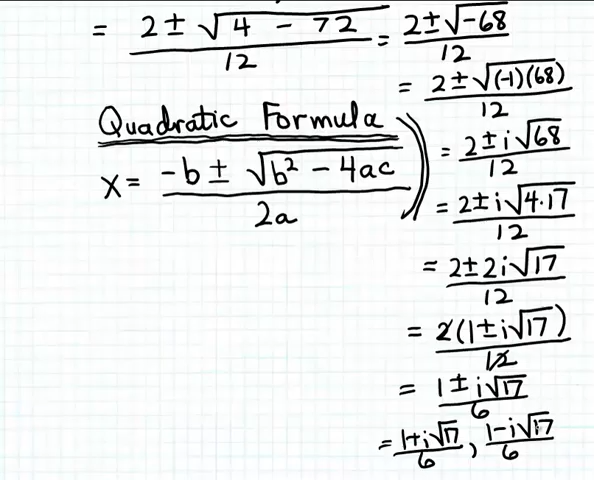 = (2 ± √(4 - 72))/12 = (2 ± √-68)/12
= (2 ± √((-1)(68)))/12
Quadratic Formula
= (2 ± i√68)/12
x = (-b ± √(b² - 4ac))/2a
= (2 ± i√(4·17))/12
= (2 ± 2i√17)/12
= 2(1 ± i√17)/12
= (1 ± i√17)/6
= (1+i√17)/6, (1-i√17)/6